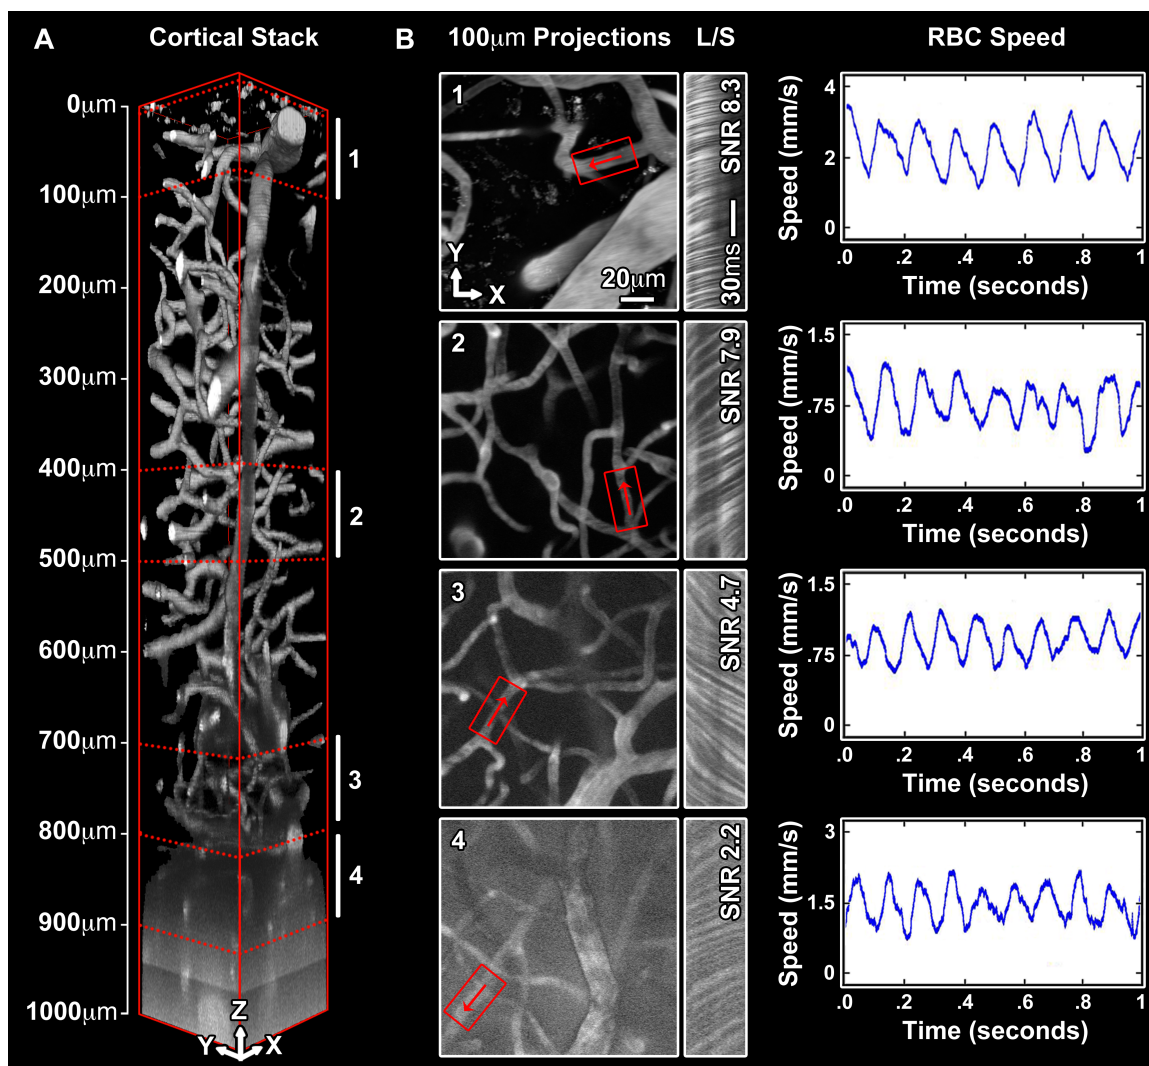 A
Cortical Stack
0μm
100μm
200μm
300μm
400μm
500μm
600μm
700μm
800μm
900μm
1000μm
1
2
3
4
Z
Y
X
B
100μm Projections
L/S
RBC Speed
1
Y
X
20μm
SNR 8.3
30ms
Speed (mm/s)
4
2
0
.0 .2 .4 .6 .8 1
Time (seconds)
2
SNR 7.9
Speed (mm/s)
1.5
.75
0
.0 .2 .4 .6 .8 1
Time (seconds)
3
SNR 4.7
Speed (mm/s)
1.5
.75
0
.0 .2 .4 .6 .8 1
Time (seconds)
4
SNR 2.2
Speed (mm/s)
3
1.5
0
.0 .2 .4 .6 .8 1
Time (seconds)